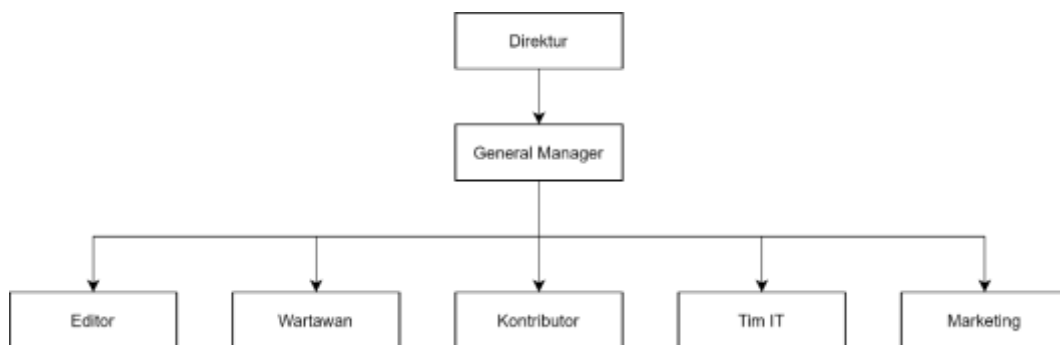 Direktur
General Manager
Editor
Wartawan
Kontributor
Tim IT
Marketing